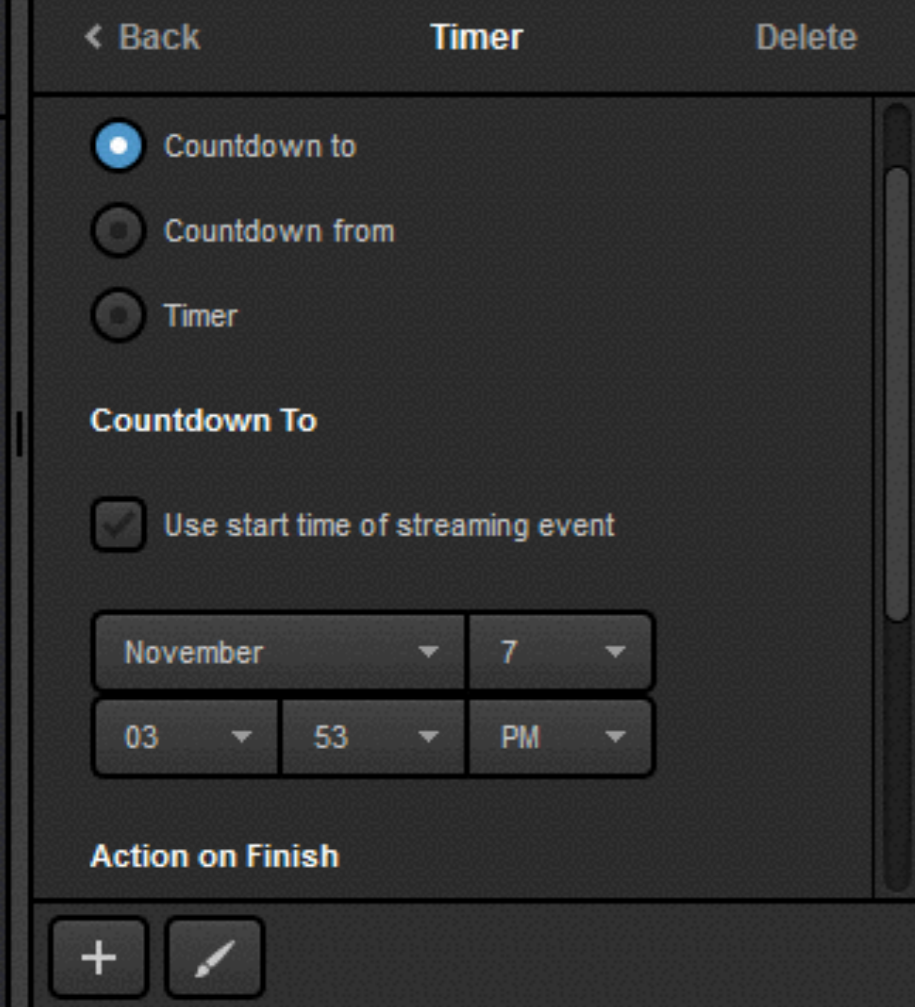 Back Timer Delete
Countdown to
Countdown from
Timer
Countdown To
Use start time of streaming event
November 7
03 53 PM
Action on Finish